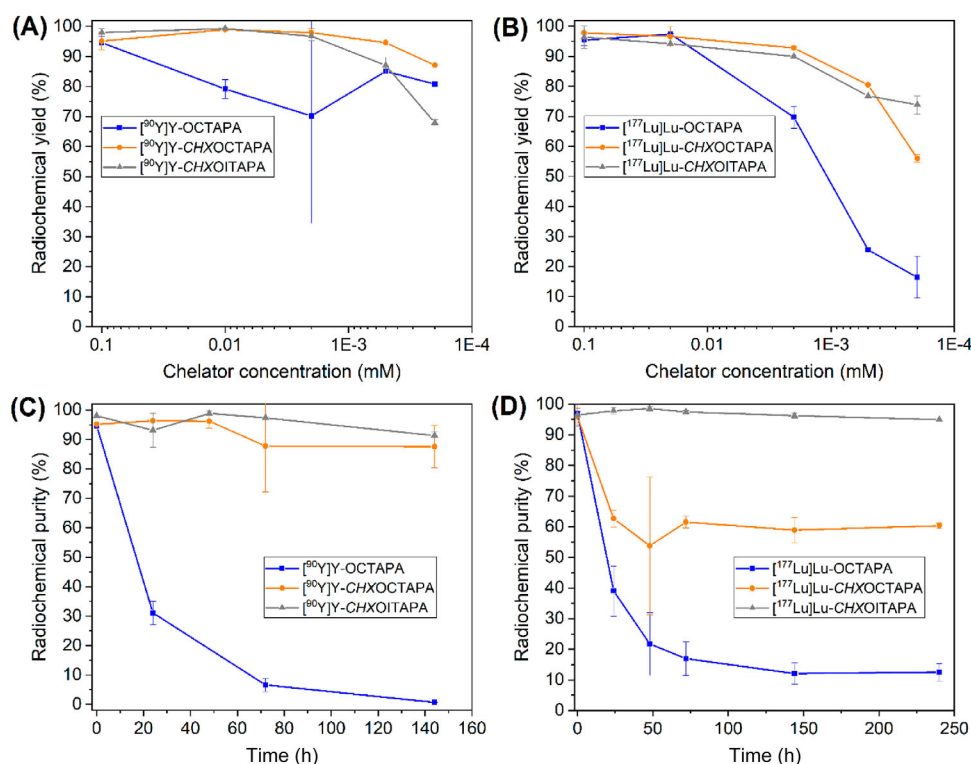 (A)
Radiochemical yield (%)
100
90
80
70
60
50
40
30
20
10
0
[⁹⁰Y]Y-OCTAPA
[⁹⁰Y]Y-CHXOCTAPA
[⁹⁰Y]Y-CHXOITAPA
0.1 0.01 1E-3 1E-4
Chelator concentration (mM)
(B)
Radiochemical yield (%)
100
90
80
70
60
50
40
30
20
10
0
[¹⁷⁷Lu]Lu-OCTAPA
[¹⁷⁷Lu]Lu-CHXOCTAPA
[¹⁷⁷Lu]Lu-CHXOITAPA
0.1 0.01 1E-3 1E-4
Chelator concentration (mM)
(C)
Radiochemical purity (%)
100
90
80
70
60
50
40
30
20
10
0
[⁹⁰Y]Y-OCTAPA
[⁹⁰Y]Y-CHXOCTAPA
[⁹⁰Y]Y-CHXOITAPA
0 20 40 60 80 100 120 140 160
Time (h)
(D)
Radiochemical purity (%)
100
90
80
70
60
50
40
30
20
10
0
[¹⁷⁷Lu]Lu-OCTAPA
[¹⁷⁷Lu]Lu-CHXOCTAPA
[¹⁷⁷Lu]Lu-CHXOITAPA
0 50 100 150 200 250
Time (h)